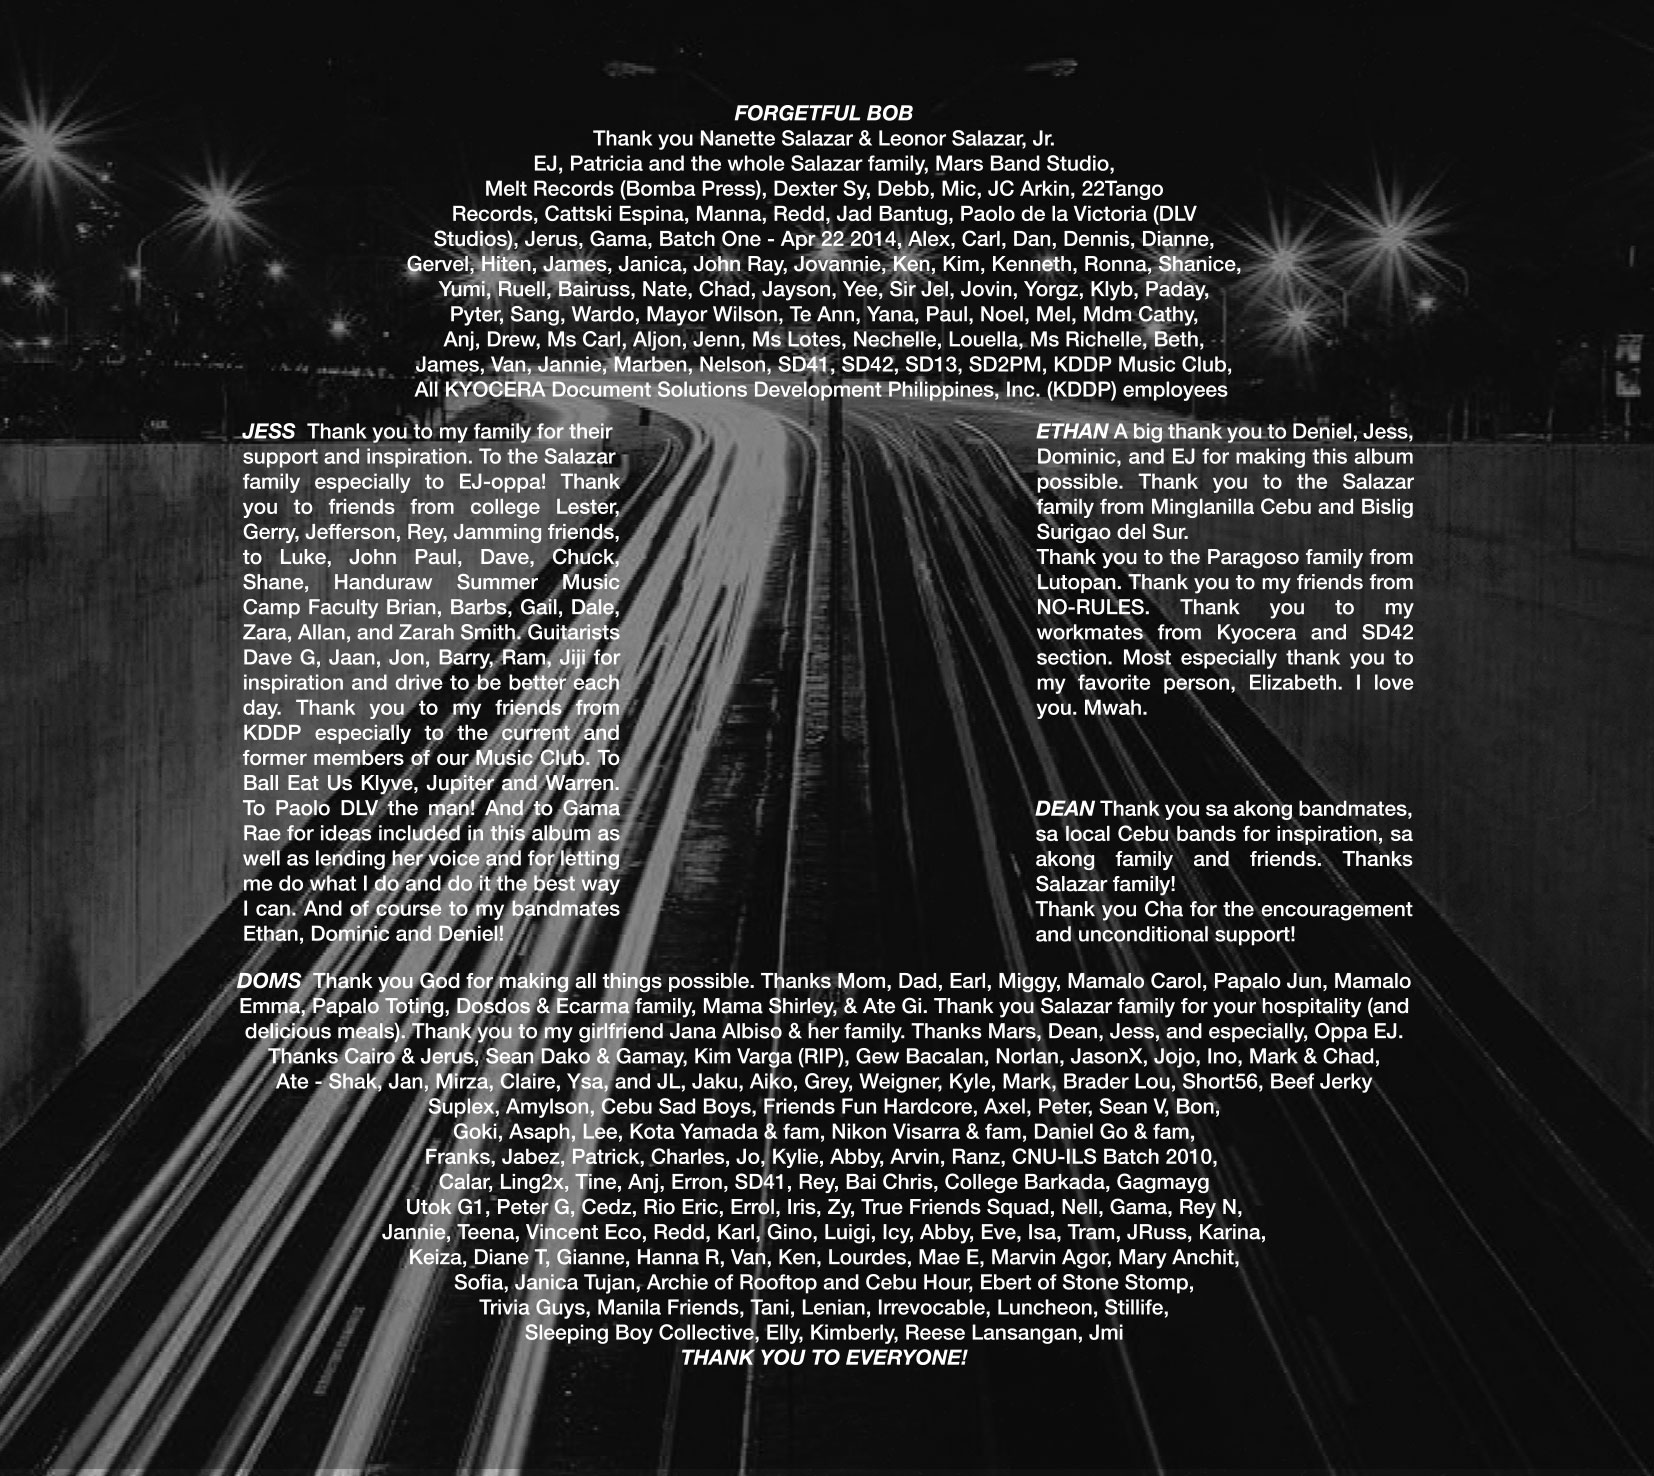 FORGETFUL BOB
Thank you Nanette Salazar & Leonor Salazar, Jr.
EJ, Patricia and the whole Salazar family, Mars Band Studio,
Melt Records (Bomba Press), Dexter Sy, Debb, Mic, JC Arkin, 22Tango
Records, Cattski Espina, Manna, Redd, Jad Bantug, Paolo de la Victoria (DLV
Studios), Jerus, Gama, Batch One - Apr 22 2014, Alex, Carl, Dan, Dennis, Dianne,
Gervel, Hiten, James, Janica, John Ray, Jovannie, Ken, Kim, Kenneth, Ronna, Shanice,
Yumi, Ruell, Bairuss, Nate, Chad, Jayson, Yee, Sir Jel, Jovin, Yorgz, Klyb, Paday,
Pyter, Sang, Wardo, Mayor Wilson, Te Ann, Yana, Paul, Noel, Mel, Mdm Cathy,
Anj, Drew, Ms Carl, Aljon, Jenn, Ms Lotes, Nechelle, Louella, Ms Richelle, Beth,
James, Van, Jannie, Marben, Nelson, SD41, SD42, SD13, SD2PM, KDDP Music Club,
All KYOCERA Document Solutions Development Philippines, Inc. (KDDP) employees
JESS Thank you to my family for their
support and inspiration. To the Salazar
family especially to EJ-oppa! Thank
you to friends from college Lester,
Gerry, Jefferson, Rey, Jamming friends,
to Luke, John Paul, Dave, Chuck,
Shane, Handuraw Summer Music
Camp Faculty Brian, Barbs, Gail, Dale,
Zara, Allan, and Zarah Smith. Guitarists
Dave G, Jaan, Jon, Barry, Ram, Jiji for
inspiration and drive to be better each
day. Thank you to my friends from
KDDP especially to the current and
former members of our Music Club. To
Ball Eat Us Klyve, Jupiter and Warren.
To Paolo DLV the man! And to Gama
Rae for ideas included in this album as
well as lending her voice and for letting
me do what I do and do it the best way
I can. And of course to my bandmates
Ethan, Dominic and Deniel!
ETHAN A big thank you to Deniel, Jess,
Dominic, and EJ for making this album
possible. Thank you to the Salazar
family from Minglanilla Cebu and Bislig
Surigao del Sur.
Thank you to the Paragoso family from
Lutopan. Thank you to my friends from
NO-RULES. Thank you to my
workmates from Kyocera and SD42
section. Most especially thank you to
my favorite person, Elizabeth. I love
you. Mwah.
DEAN Thank you sa akong bandmates,
sa local Cebu bands for inspiration, sa
akong family and friends. Thanks
Salazar family!
Thank you Cha for the encouragement
and unconditional support!
DOMS Thank you God for making all things possible. Thanks Mom, Dad, Earl, Miggy, Mamalo Carol, Papalo Jun, Mamalo
Emma, Papalo Toting, Dosdos & Ecarma family, Mama Shirley, & Ate Gi. Thank you Salazar family for your hospitality (and
delicious meals). Thank you to my girlfriend Jana Albiso & her family. Thanks Mars, Dean, Jess, and especially, Oppa EJ.
Thanks Cairo & Jerus, Sean Dako & Gamay, Kim Varga (RIP), Gew Bacalan, Norlan, JasonX, Jojo, Ino, Mark & Chad,
Ate - Shak, Jan, Mirza, Claire, Ysa, and JL, Jaku, Aiko, Grey, Weigner, Kyle, Mark, Brader Lou, Short56, Beef Jerky
Suplex, Amylson, Cebu Sad Boys, Friends Fun Hardcore, Axel, Peter, Sean V, Bon,
Goki, Asaph, Lee, Kota Yamada & fam, Nikon Visarra & fam, Daniel Go & fam,
Franks, Jabez, Patrick, Charles, Jo, Kylie, Abby, Arvin, Ranz, CNU-ILS Batch 2010,
Calar, Ling2x, Tine, Anj, Erron, SD41, Rey, Bai Chris, College Barkada, Gagmayg
Utok G1, Peter G, Cedz, Rio Eric, Errol, Iris, Zy, True Friends Squad, Nell, Gama, Rey N,
Jannie, Teena, Vincent Eco, Redd, Karl, Gino, Luigi, Icy, Abby, Eve, Isa, Tram, JRuss, Karina,
Keiza, Diane T, Gianne, Hanna R, Van, Ken, Lourdes, Mae E, Marvin Agor, Mary Anchit,
Sofia, Janica Tujan, Archie of Rooftop and Cebu Hour, Ebert of Stone Stomp,
Trivia Guys, Manila Friends, Tani, Lenian, Irrevocable, Luncheon, Stillife,
Sleeping Boy Collective, Elly, Kimberly, Reese Lansangan, Jmi
THANK YOU TO EVERYONE!